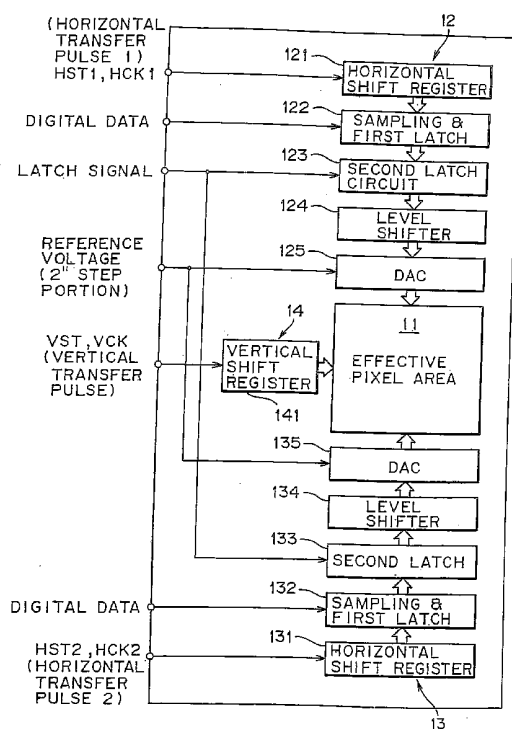 (HORIZONTAL
TRANSFER
PULSE 1)
HST1, HCK1
12
121
HORIZONTAL
SHIFT REGISTER
122
DIGITAL DATA
SAMPLING &
FIRST LATCH
123
LATCH SIGNAL
SECOND LATCH
CIRCUIT
124
LEVEL
SHIFTER
125
REFERENCE
VOLTAGE
(2" STEP
PORTION)
DAC
14
11
VST, VCK
(VERTICAL
TRANSFER
PULSE)
VERTICAL
SHIFT
REGISTER
141
EFFECTIVE
PIXEL AREA
135
DAC
134
LEVEL
SHIFTER
133
SECOND LATCH
132
DIGITAL DATA
SAMPLING &
FIRST LATCH
131
HST2, HCK2
(HORIZONTAL
TRANSFER
PULSE 2)
HORIZONTAL
SHIFT REGISTER
13